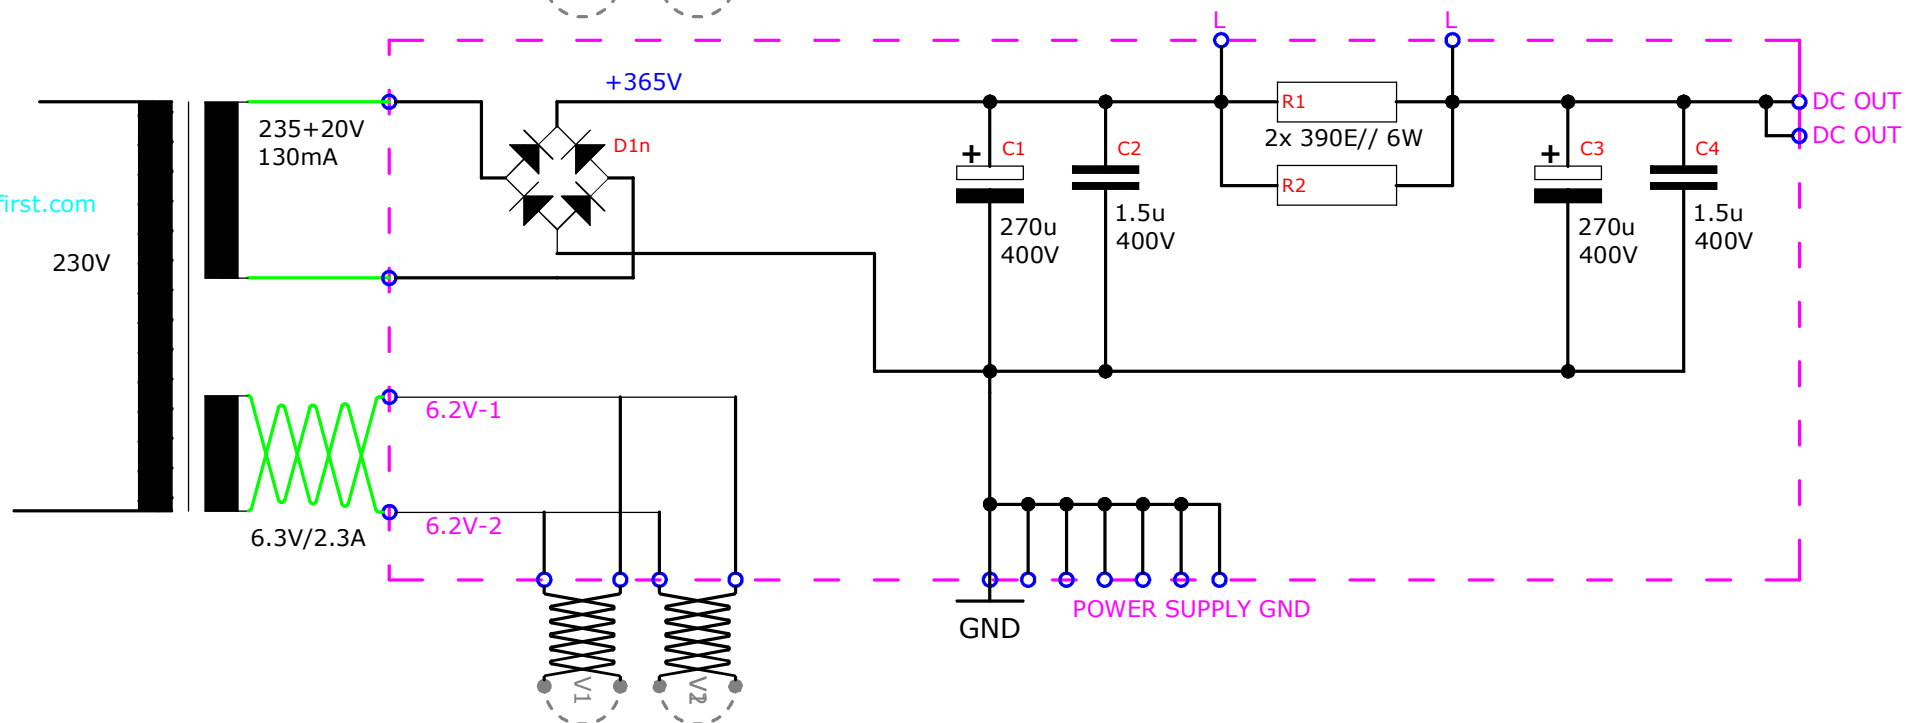 L
L
+365V
DC OUT
R1
235+20V
130mA
D1n
2x 390E// 6W
DC OUT
+
C1
C2
+
C3
C4
R2
first.com
270u
400V
1.5u
400V
270u
400V
1.5u
400V
230V
6.2V-1
6.2V-2
6.3V/2.3A
POWER SUPPLY GND
GND
V1